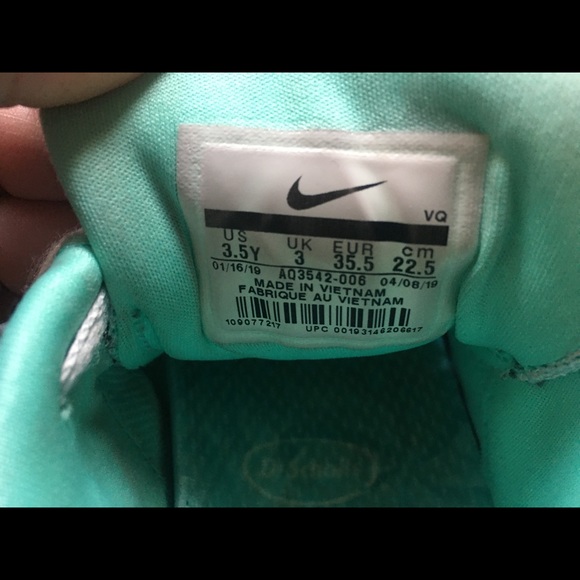 VQ
US UK EUR cm
3.5Y 3 35.5 22.5
01/16/19 AQ3542-006 04/08/19
MADE IN VIETNAM
FABRIQUE AU VIETNAM
109077217 UPC 00193146206617
Dr. Scholl's